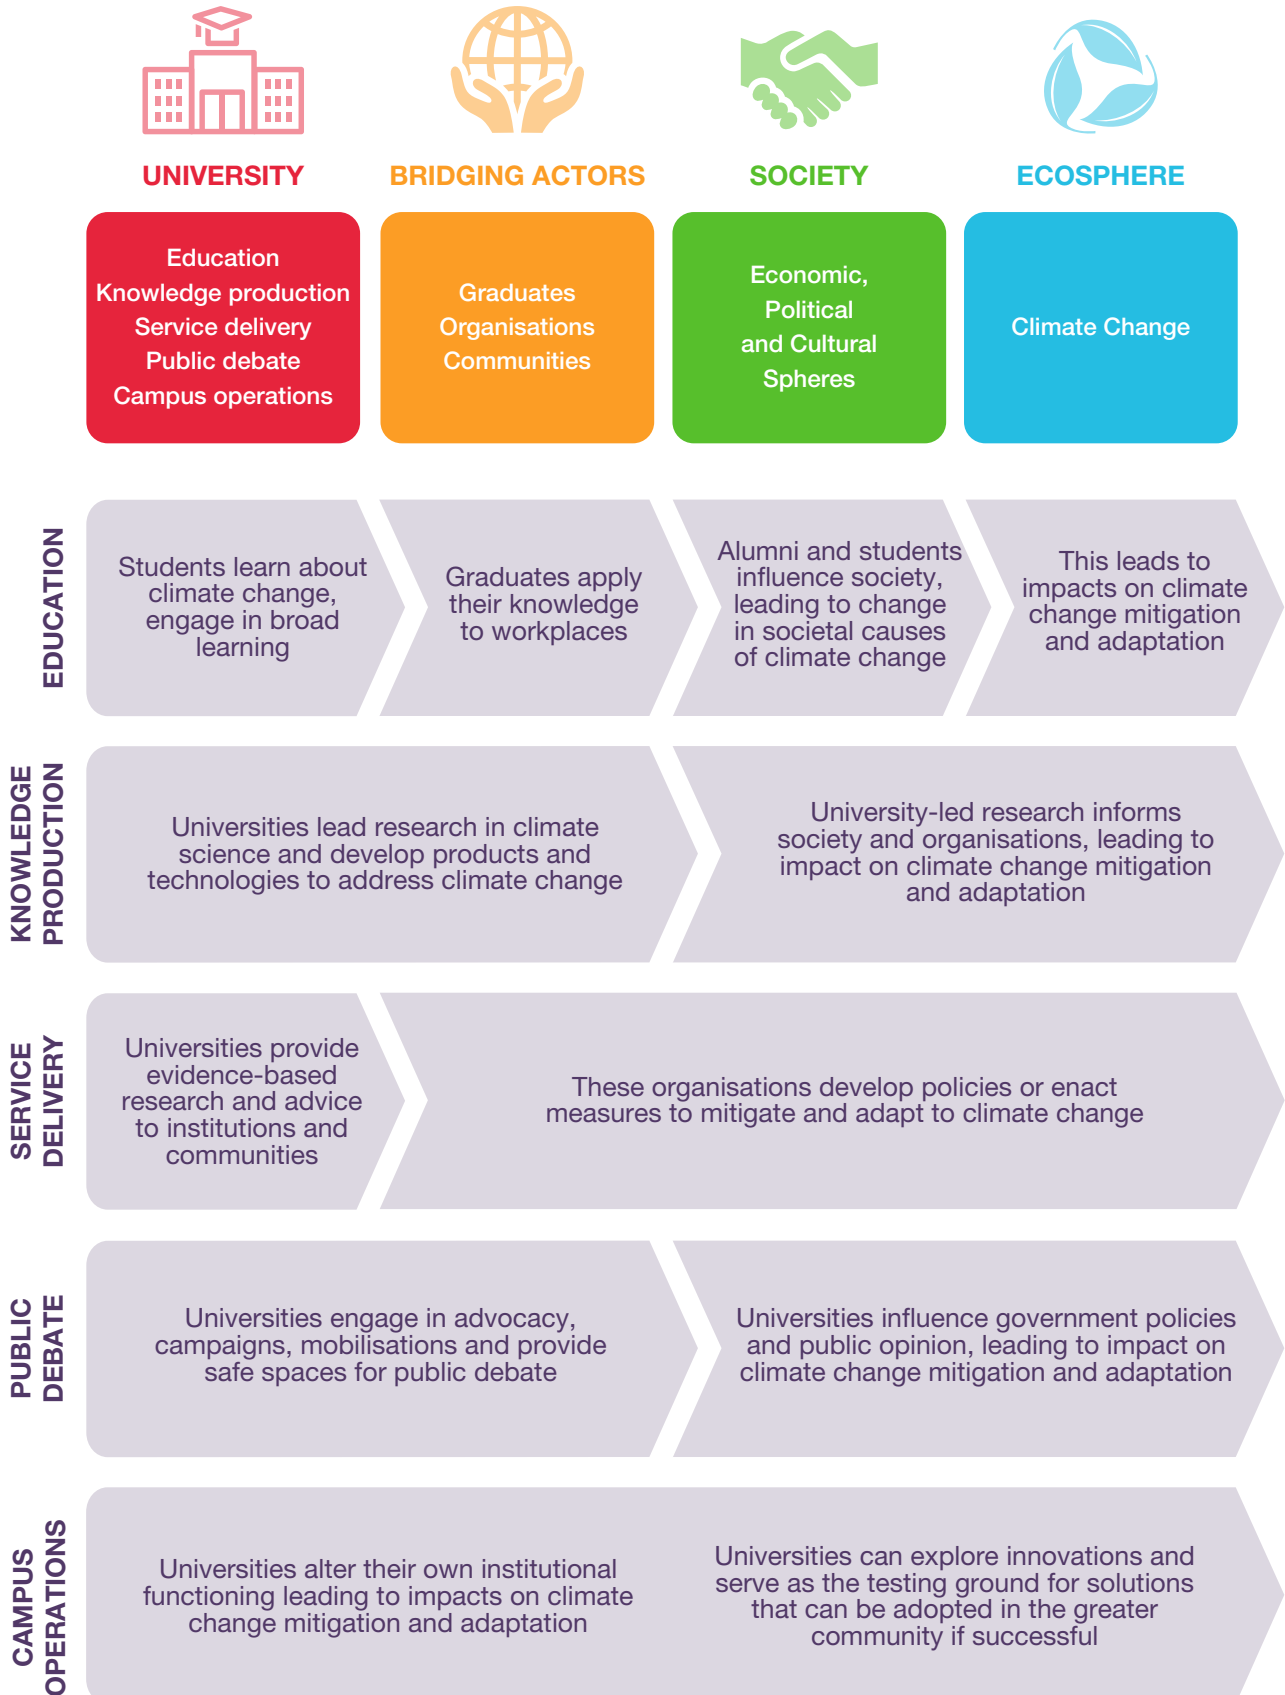 UNIVERSITY
BRIDGING ACTORS
SOCIETY
ECOSPHERE
Education
Knowledge production
Service delivery
Public debate
Campus operations
Graduates
Organisations
Communities
Economic,
Political
and Cultural
Spheres
Climate Change
EDUCATION
Students learn about
climate change,
engage in broad
learning
Graduates apply
their knowledge
to workplaces
Alumni and students
influence society,
leading to change
in societal causes
of climate change
This leads to
impacts on climate
change mitigation
and adaptation
KNOWLEDGE
PRODUCTION
Universities lead research in climate
science and develop products and
technologies to address climate change
University-led research informs
society and organisations, leading to
impact on climate change mitigation
and adaptation
SERVICE
DELIVERY
Universities provide
evidence-based
research and advice
to institutions and
communities
These organisations develop policies or enact
measures to mitigate and adapt to climate change
PUBLIC
DEBATE
Universities engage in advocacy,
campaigns, mobilisations and provide
safe spaces for public debate
Universities influence government policies
and public opinion, leading to impact on
climate change mitigation and adaptation
CAMPUS
OPERATIONS
Universities alter their own institutional
functioning leading to impacts on climate
change mitigation and adaptation
Universities can explore innovations and
serve as the testing ground for solutions
that can be adopted in the greater
community if successful